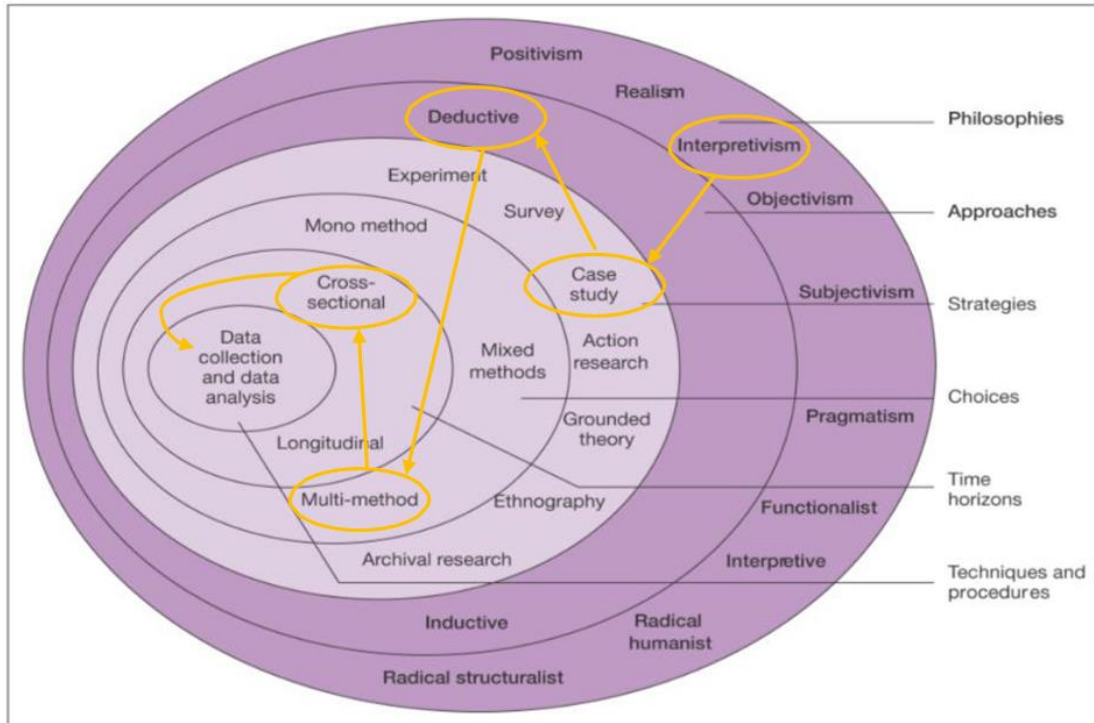 Positivism
Realism
Deductive
Philosophies
Interpretivism
Experiment
Objectivism
Approaches
Survey
Mono method
Case
study
Cross-
sectional
Subjectivism
Strategies
Data
collection
and data
analysis
Mixed
methods
Action
research
Choices
Grounded
theory
Pragmatism
Longitudinal
Time
horizons
Multi-method
Ethnography
Functionalist
Archival research
Interpretive
Techniques and
procedures
Inductive
Radical
humanist
Radical structuralist